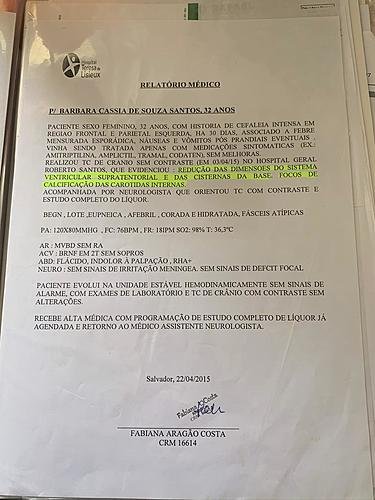 Hospital
Teresa de
Lisieux
RELATÓRIO MÉDICO
P/ BARBARA CASSIA DE SOUZA SANTOS, 32 ANOS
PACIENTE SEXO FEMININO, 32 ANOS, COM HISTORIA DE CEFALEIA INTENSA EM
REGIAO FRONTAL E PARIETAL ESQUERDA, HÁ 30 DIAS, ASSOCIADO A FEBRE
MENSURADA ESPORÁDICA, NAUSEAS E VÔMITOS PÓS PRANDIAIS EVENTUAIS .
VINHA SENDO TRATADA APENAS COM MEDICAÇÕES SINTOMATICAS (EX.:
AMITRIPTILINA, AMPLICTIL, TRAMAL, CODATEN), SEM MELHORAS.
REALIZOU TC DE CRANIO SEM CONTRASTE (EM 03/04/15) NO HOSPITAL GERAL
ROBERTO SANTOS, QUE EVIDENCIOU : REDUÇÃO DAS DIMENSOES DO SISTEMA
VENTRICULAR SUPRATENTORIAL E DAS CISTERNAS DA BASE. FOCOS DE
CALCIFICAÇÃO DAS CAROTIDAS INTERNAS.
ACOMPANHADA POR NEUROLOGISTA QUE ORIENTOU TC COM CONTRASTE E
ESTUDO COMPLETO DO LÍQUOR.
BEGN , LOTE ,EUPNEICA , AFEBRIL , CORADA E HIDRATADA, FÁSCEIS ATÍPICAS
PA: 120X80MMHG , FC: 76BPM , FR: 18IPM SO2: 98% T: 36,3ºC
AR : MVBD SEM RA
ACV : BRNF EM 2T SEM SOPROS
ABD: FLÁCIDO, INDOLOR À PALPAÇÃO , RHA+
NEURO : SEM SINAIS DE IRRITAÇÃO MENINGEA. SEM SINAIS DE DEFCIT FOCAL
PACIENTE EVOLUI NA UNIDADE ESTÁVEL HEMODINAMICAMENTE SEM SINAIS DE
ALARME, COM EXAMES DE LABORATÓRIO E TC DE CRÂNIO COM CONTRASTE SEM
ALTERAÇÕES.
RECEBE ALTA MÉDICA COM PROGRAMAÇÃO DE ESTUDO COMPLETO DE LÍQUOR JÁ
AGENDADA E RETORNO AO MÉDICO ASSISTENTE NEUROLOGISTA.
Salvador, 22/04/2015
Fabiana A Costa
FABIANA ARAGÃO COSTA
CRM 16614